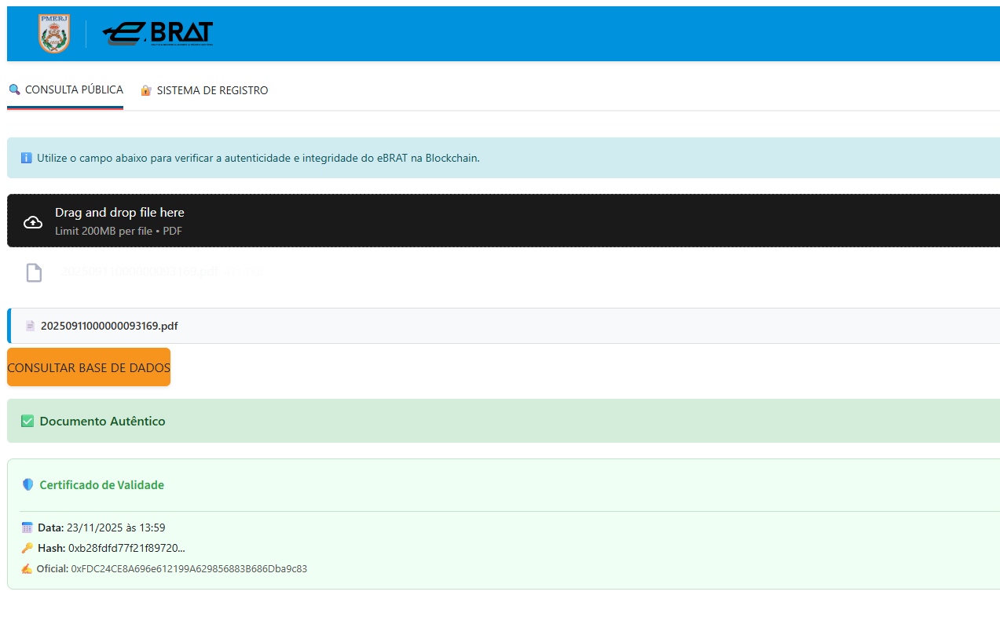 PMERJ
e.BRAT
🔍 CONSULTA PÚBLICA
🔐 SISTEMA DE REGISTRO
ℹ️ Utilize o campo abaixo para verificar a autenticidade e integridade do eBRAT na Blockchain.
Drag and drop file here
Limit 200MB per file • PDF
20250911000000093169.pdf
20250911000000093169.pdf
CONSULTAR BASE DE DADOS
✅ Documento Autêntico
🛡️ Certificado de Validade
📅 Data: 23/11/2025 às 13:59
🔑 Hash: 0xb28fdfd77f21f89720...
✍️ Oficial: 0xFDC24CE8A696e612199A629856883B686Dba9c83